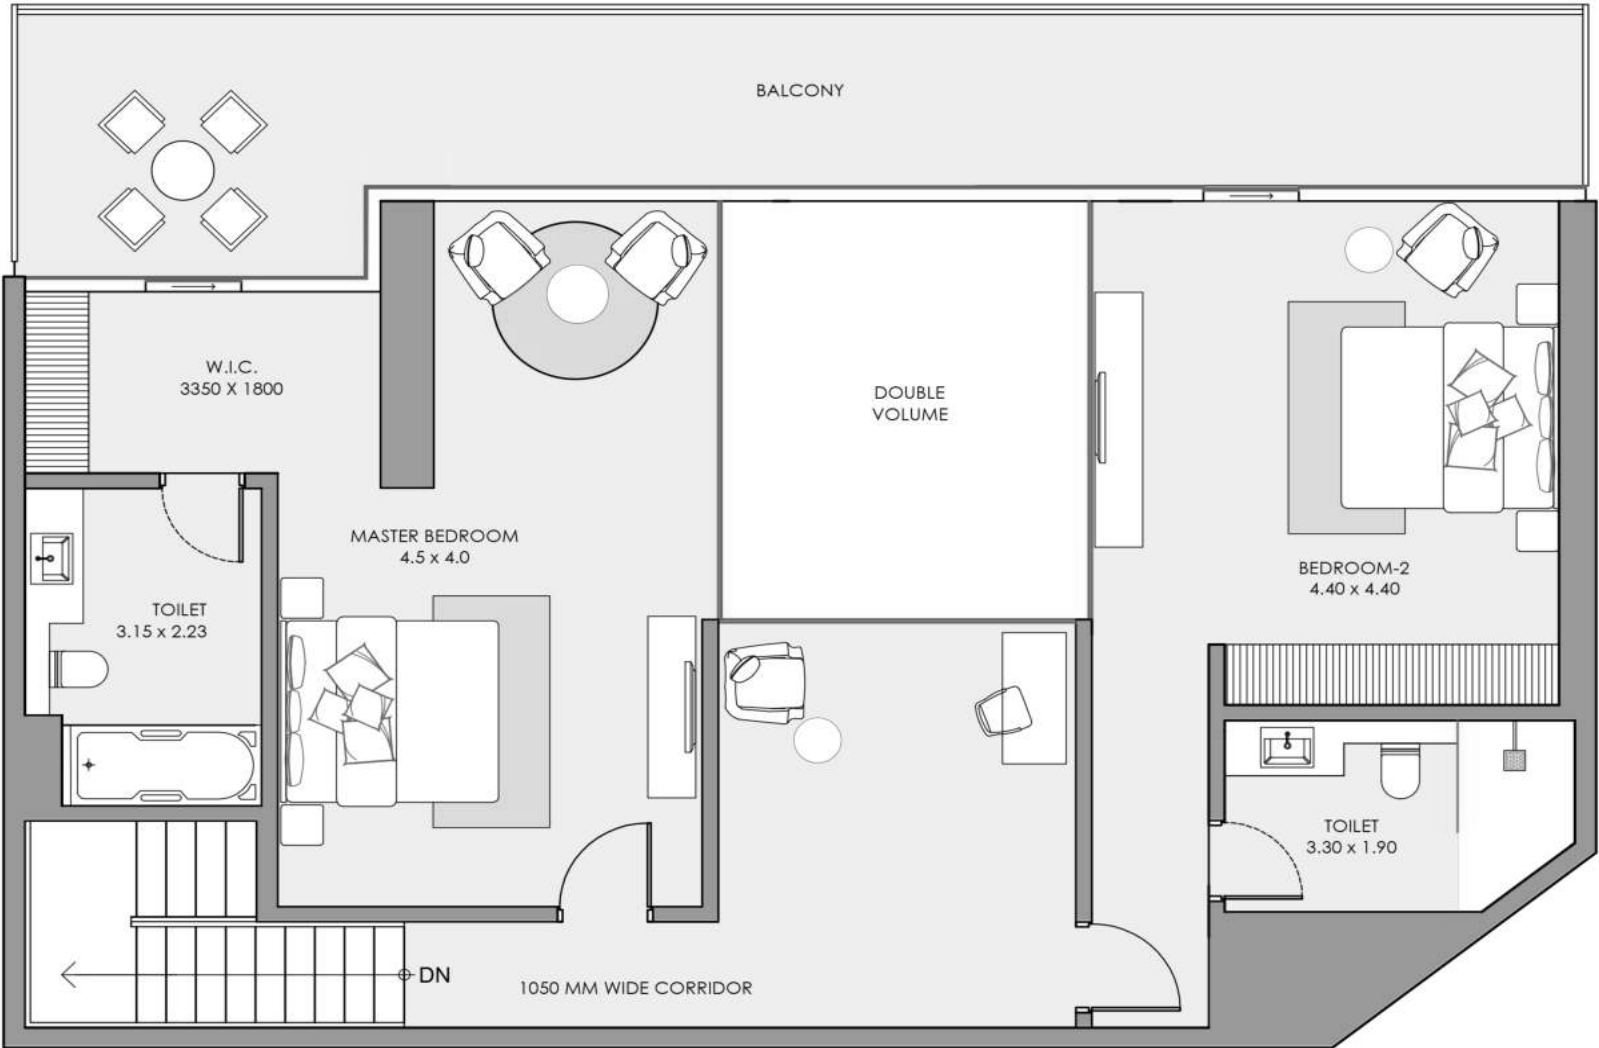 BALCONY
W.I.C.
3350 X 1800
DOUBLE
VOLUME
MASTER BEDROOM
4.5 x 4.0
BEDROOM-2
4.40 x 4.40
TOILET
3.15 x 2.23
TOILET
3.30 x 1.90
DN
1050 MM WIDE CORRIDOR